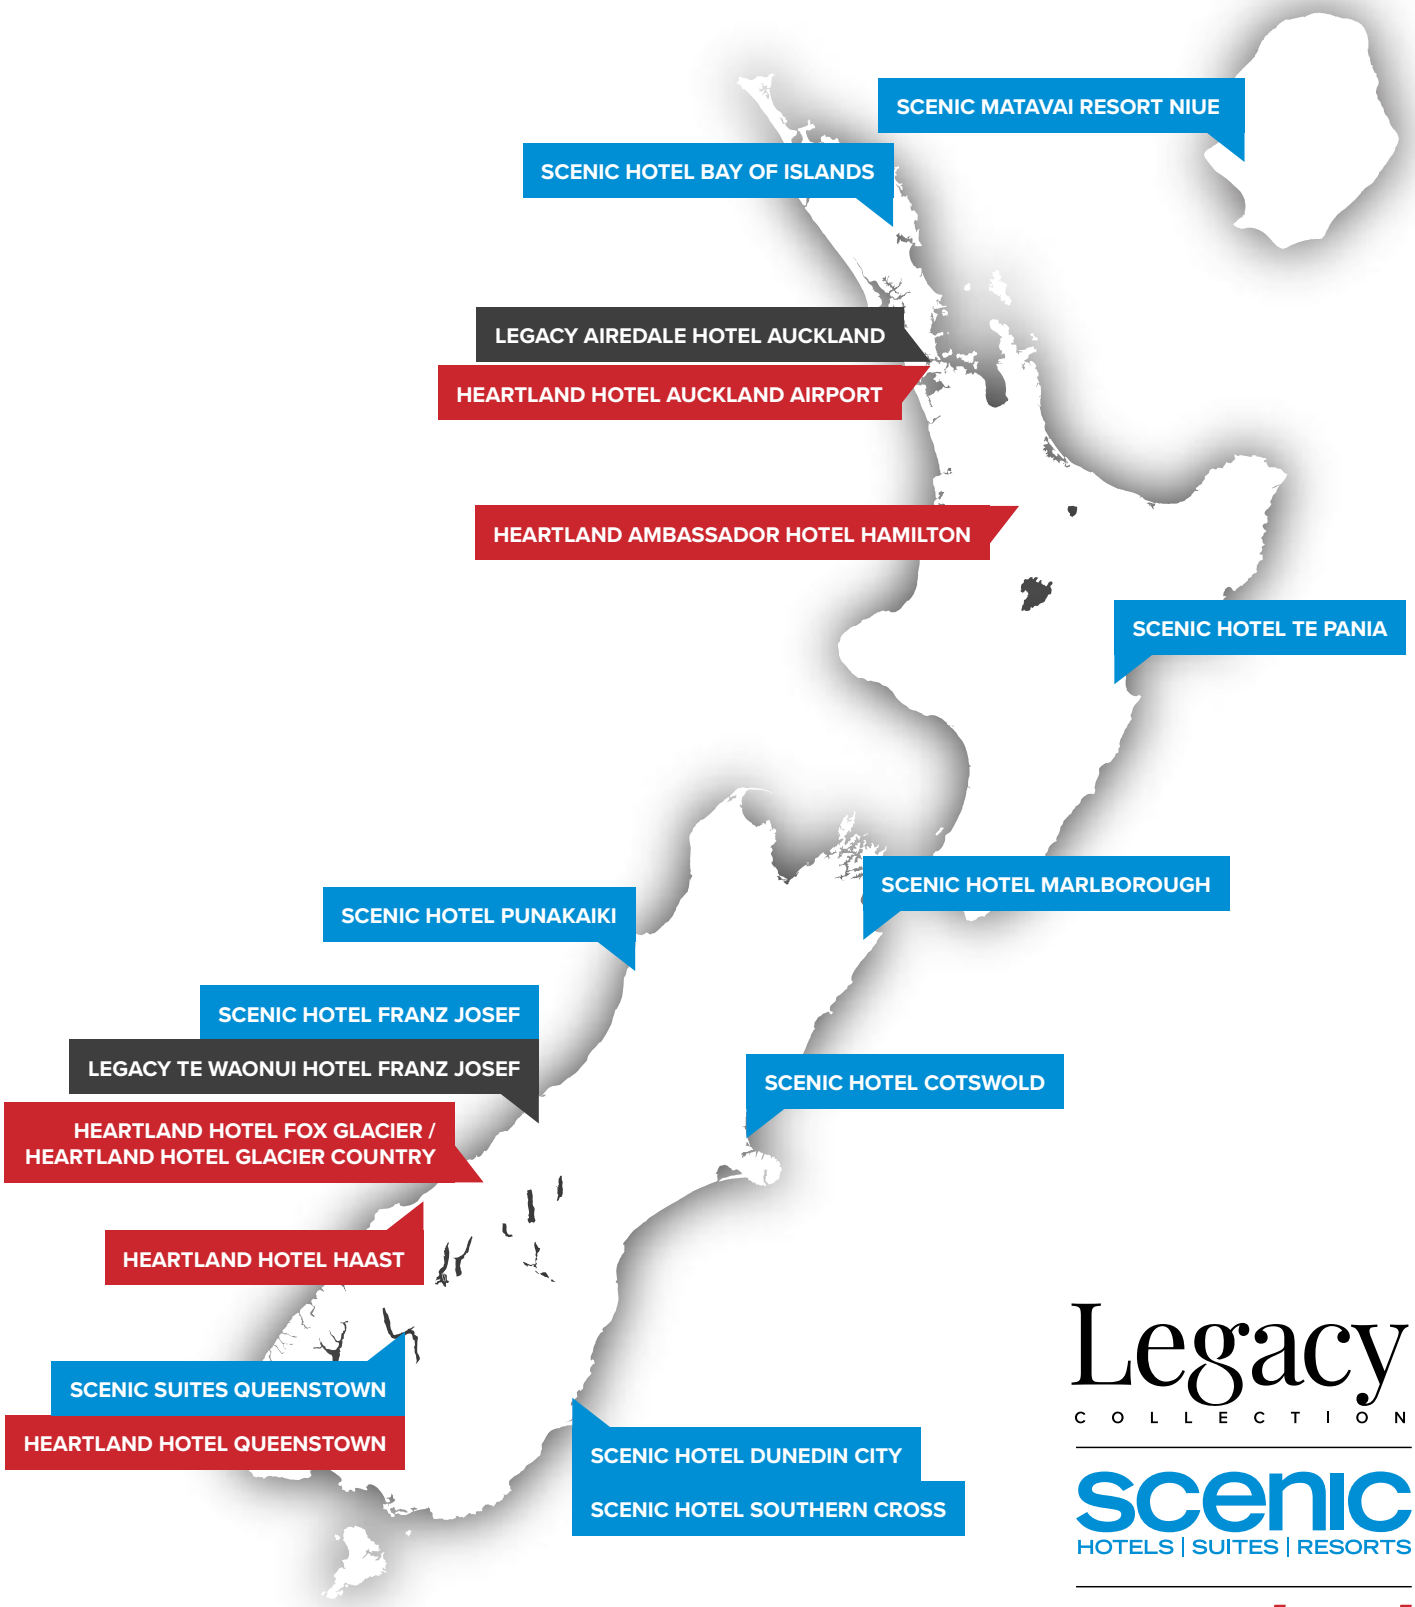 SCENIC MATAVAI RESORT NIUE
SCENIC HOTEL BAY OF ISLANDS
LEGACY AIREDALE HOTEL AUCKLAND
HEARTLAND HOTEL AUCKLAND AIRPORT
HEARTLAND AMBASSADOR HOTEL HAMILTON
SCENIC HOTEL TE PANIA
SCENIC HOTEL MARLBOROUGH
SCENIC HOTEL PUNAKAIKI
SCENIC HOTEL FRANZ JOSEF
LEGACY TE WAONUI HOTEL FRANZ JOSEF
SCENIC HOTEL COTSWOLD
HEARTLAND HOTEL FOX GLACIER /
HEARTLAND HOTEL GLACIER COUNTRY
HEARTLAND HOTEL HAAST
SCENIC SUITES QUEENSTOWN
HEARTLAND HOTEL QUEENSTOWN
SCENIC HOTEL DUNEDIN CITY
SCENIC HOTEL SOUTHERN CROSS
Legacy
COLLECTION
scenic
HOTELS | SUITES | RESORTS